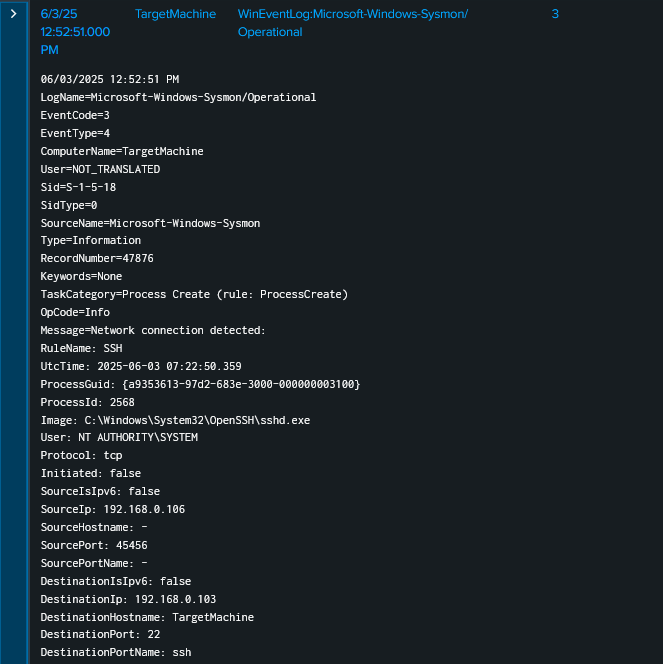 6/3/25 TargetMachine WinEventLog:Microsoft-Windows-Sysmon/ 3
12:52:51.000 Operational
PM
06/03/2025 12:52:51 PM
LogName=Microsoft-Windows-Sysmon/Operational
EventCode=3
EventType=4
ComputerName=TargetMachine
User=NOT_TRANSLATED
Sid=S-1-5-18
SidType=0
SourceName=Microsoft-Windows-Sysmon
Type=Information
RecordNumber=47876
Keywords=None
TaskCategory=Process Create (rule: ProcessCreate)
OpCode=Info
Message=Network connection detected:
RuleName: SSH
UtcTime: 2025-06-03 07:22:50.359
ProcessGuid: {a9353613-97d2-683e-3000-000000003100}
ProcessId: 2568
Image: C:\Windows\System32\OpenSSH\sshd.exe
User: NT AUTHORITY\SYSTEM
Protocol: tcp
Initiated: false
SourceIsIpv6: false
SourceIp: 192.168.0.106
SourceHostname: -
SourcePort: 45456
SourcePortName: -
DestinationIsIpv6: false
DestinationIp: 192.168.0.103
DestinationHostname: TargetMachine
DestinationPort: 22
DestinationPortName: ssh